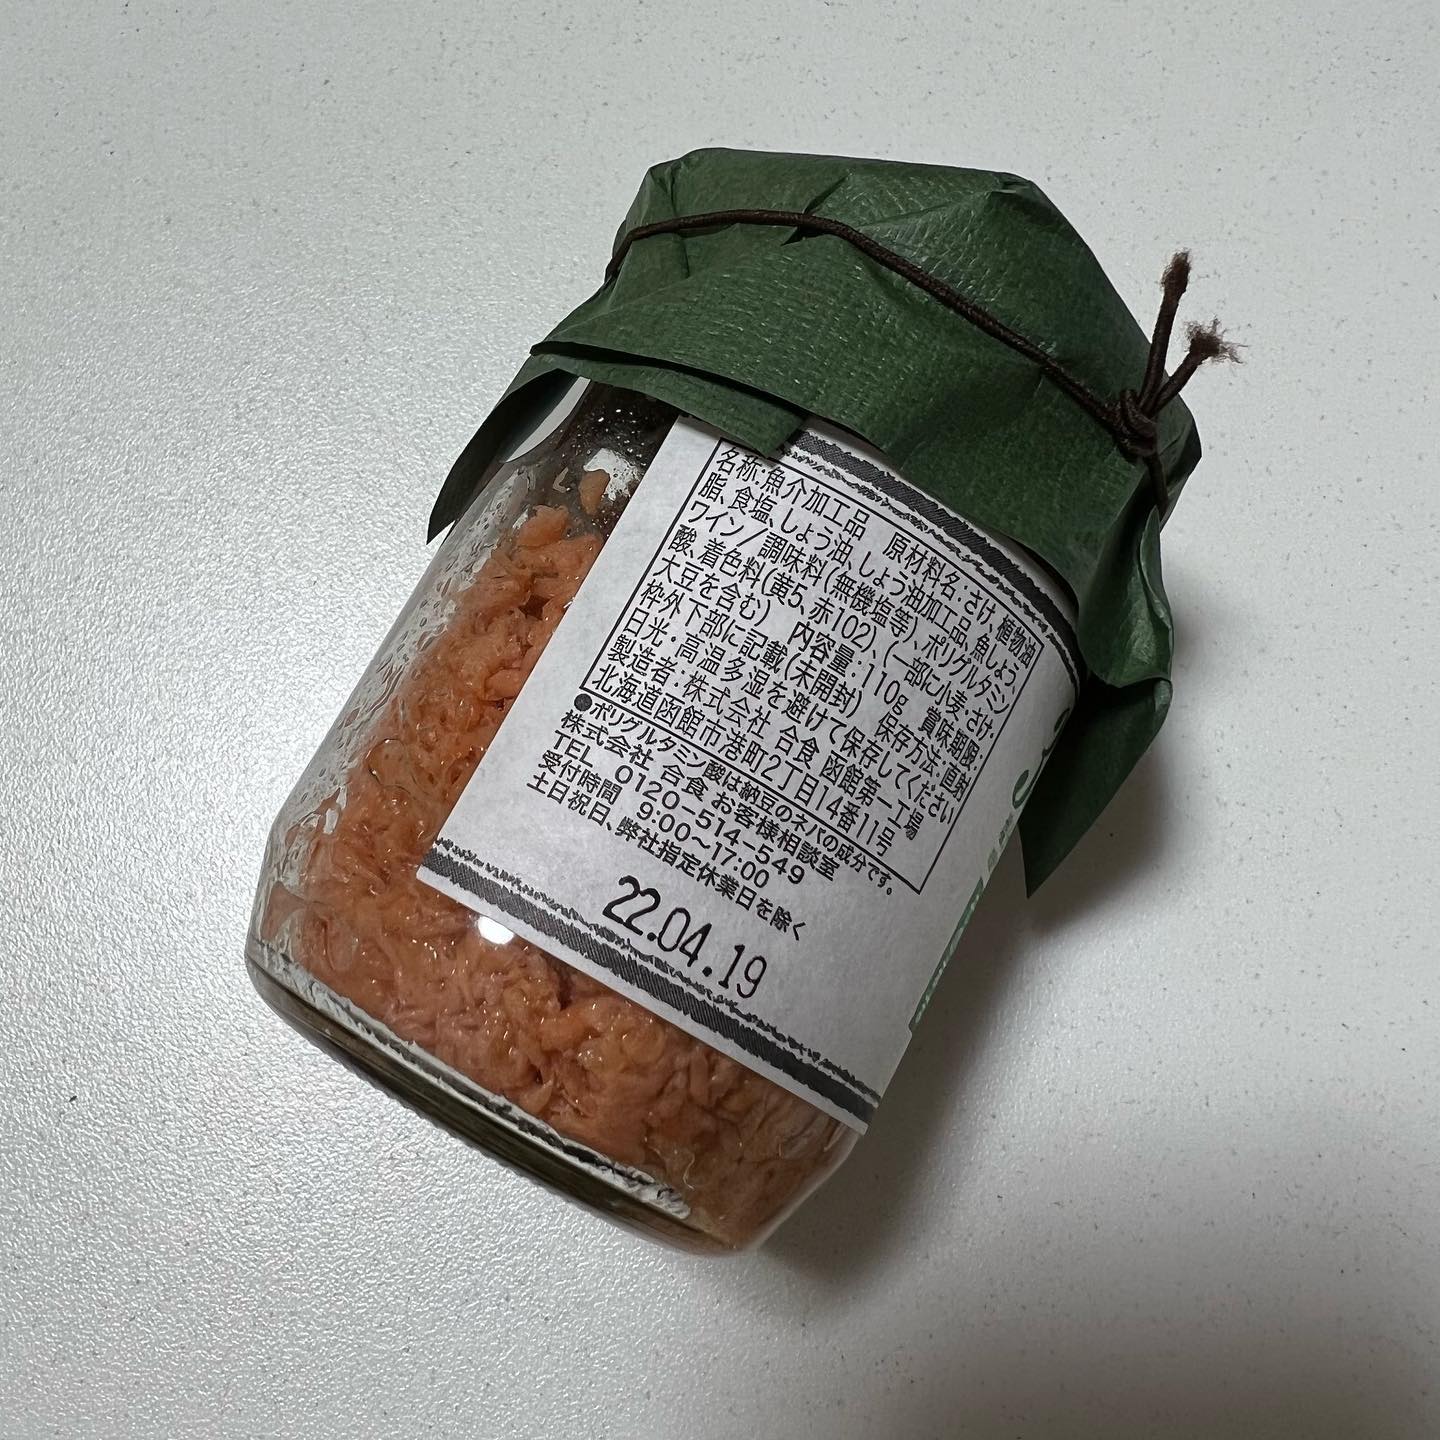 名称:魚介加工品　原材料名:さけ、植物油
脂、食塩、しょう油、しょう油加工品、魚しょう、
ワイン/調味料(無機塩等)、ポリグルタミン
酸、着色料(黄5、赤102)、(一部に小麦・さけ・
大豆を含む)　内容量:110g　賞味期限:
枠外下部に記載(未開封)　保存方法:直射
日光・高温多湿を避けて保存してください
製造者:株式会社 合食 函館第一工場
北海道函館市港町2丁目14番11号
●ポリグルタミン酸は納豆のネバの成分です。
株式会社 合食 お客様相談室
TEL 0120-514-549
受付時間 9:00〜17:00
土日祝日、弊社指定休業日を除く
22.04.19